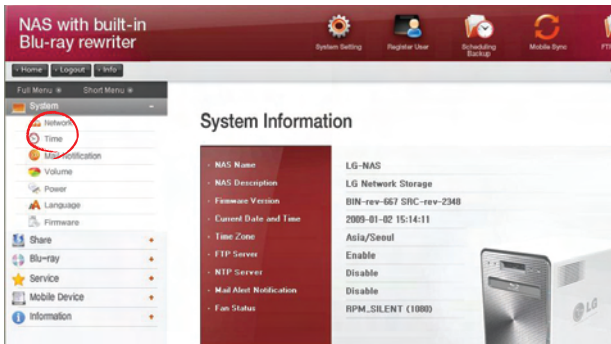 NAS with built-in
Blu-ray rewriter
System Setting
Register User
Scheduling
Backup
Mobile Sync
FT
Home
Logout
Info
Full Menu
Short Menu
System
Network
Time
Mail Notification
Volume
Power
Language
Firmware
Share
Blu-ray
Service
Mobile Device
Information
System Information
NAS Name LG-NAS
NAS Description LG Network Storage
Firmware Version BIN-rev-667 SRC-rev-2348
Current Date and Time 2009-01-02 15:14:11
Time Zone Asia/Seoul
FTP Server Enable
NTP Server Disable
Mail Alert Notification Disable
Fan Status RPM_SILENT (1080)
LG